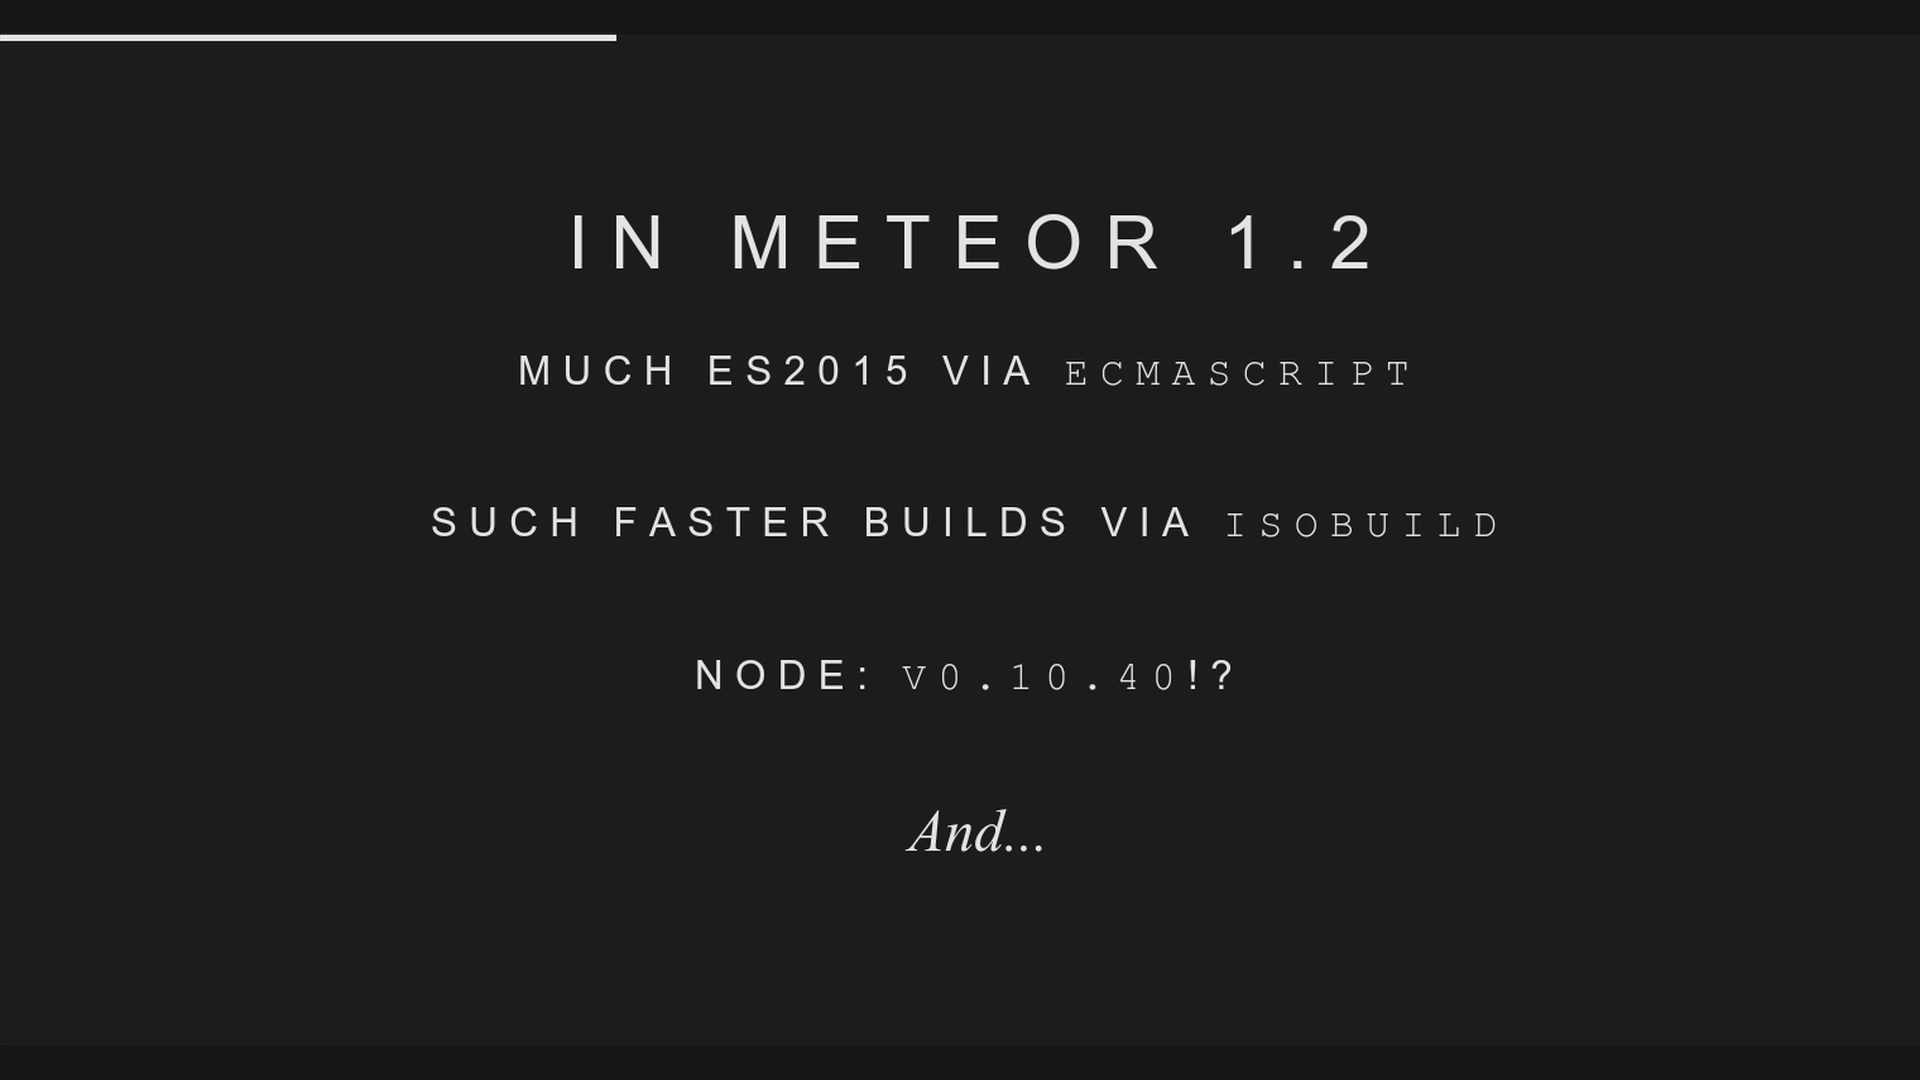 IN METEOR 1.2
MUCH ES2015 VIA ECMASCRIPT
SUCH FASTER BUILDS VIA ISOBUILD
NODE: V0.10.40!?
And...